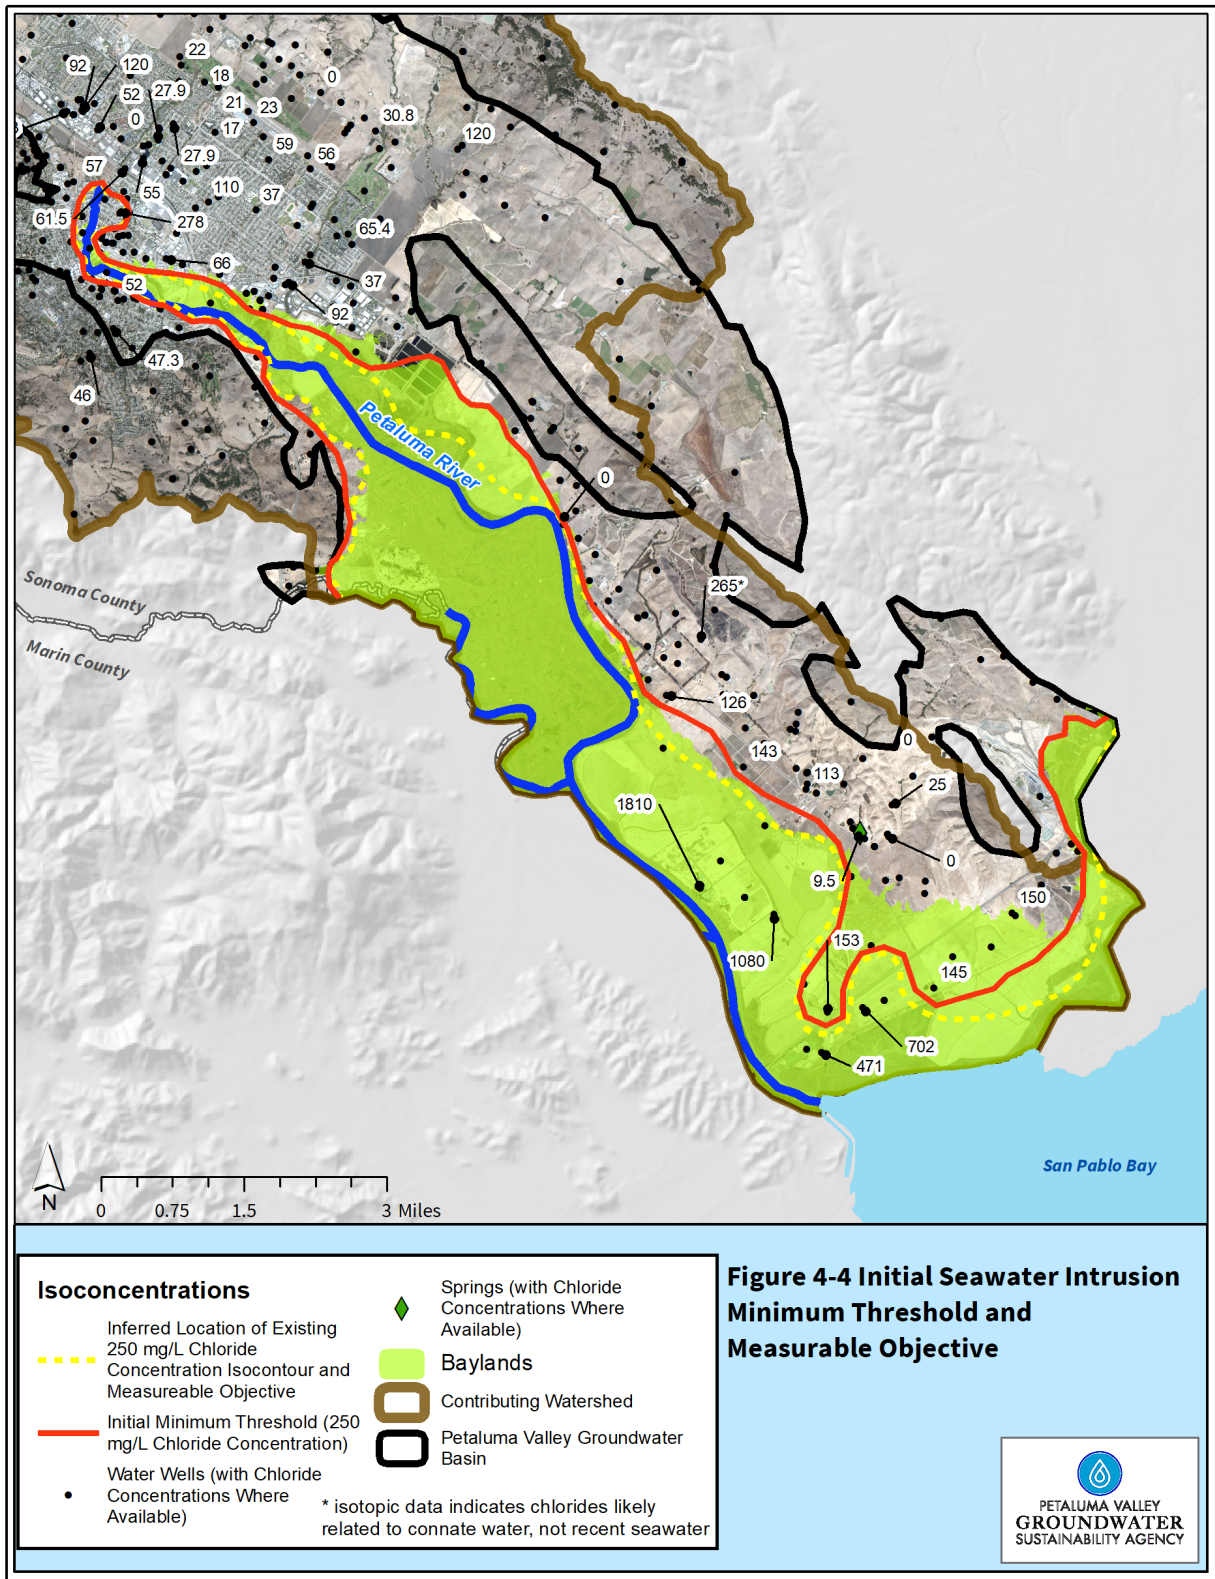 22
92
120
18
0
52
27.9
21
23
30.8
0
17
120
59
56
57
27.9
55
110
37
61.5
278
65.4
66
37
52
92
47.3
46
Petaluma River
0
Sonoma County
Marin County
265*
126
143
0
113
25
1810
0
9.5
150
153
1080
145
702
471
San Pablo Bay
N
0 0.75 1.5 3 Miles
Isoconcentrations
Inferred Location of Existing
250 mg/L Chloride
Concentration Isocontour and
Measureable Objective
Initial Minimum Threshold (250
mg/L Chloride Concentration)
Water Wells (with Chloride
Concentrations Where
Available)
Springs (with Chloride
Concentrations Where
Available)
Baylands
Contributing Watershed
Petaluma Valley Groundwater
Basin
* isotopic data indicates chlorides likely
related to connate water, not recent seawater
Figure 4-4 Initial Seawater Intrusion
Minimum Threshold and
Measurable Objective
PETALUMA VALLEY
GROUNDWATER
SUSTAINABILITY AGENCY